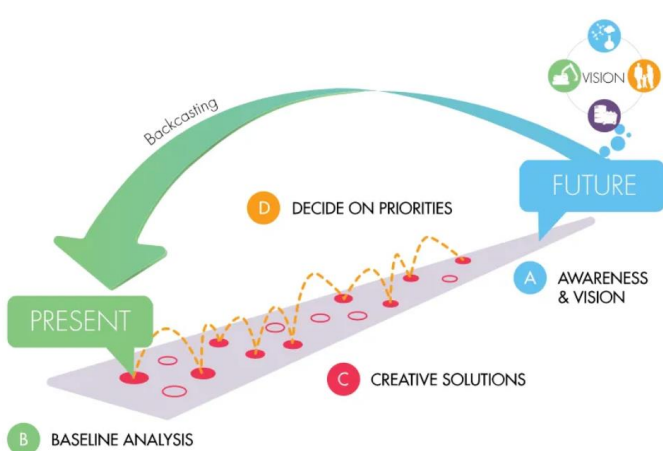 VISION
Backcasting
FUTURE
D DECIDE ON PRIORITIES
A AWARENESS
& VISION
PRESENT
C CREATIVE SOLUTIONS
B BASELINE ANALYSIS